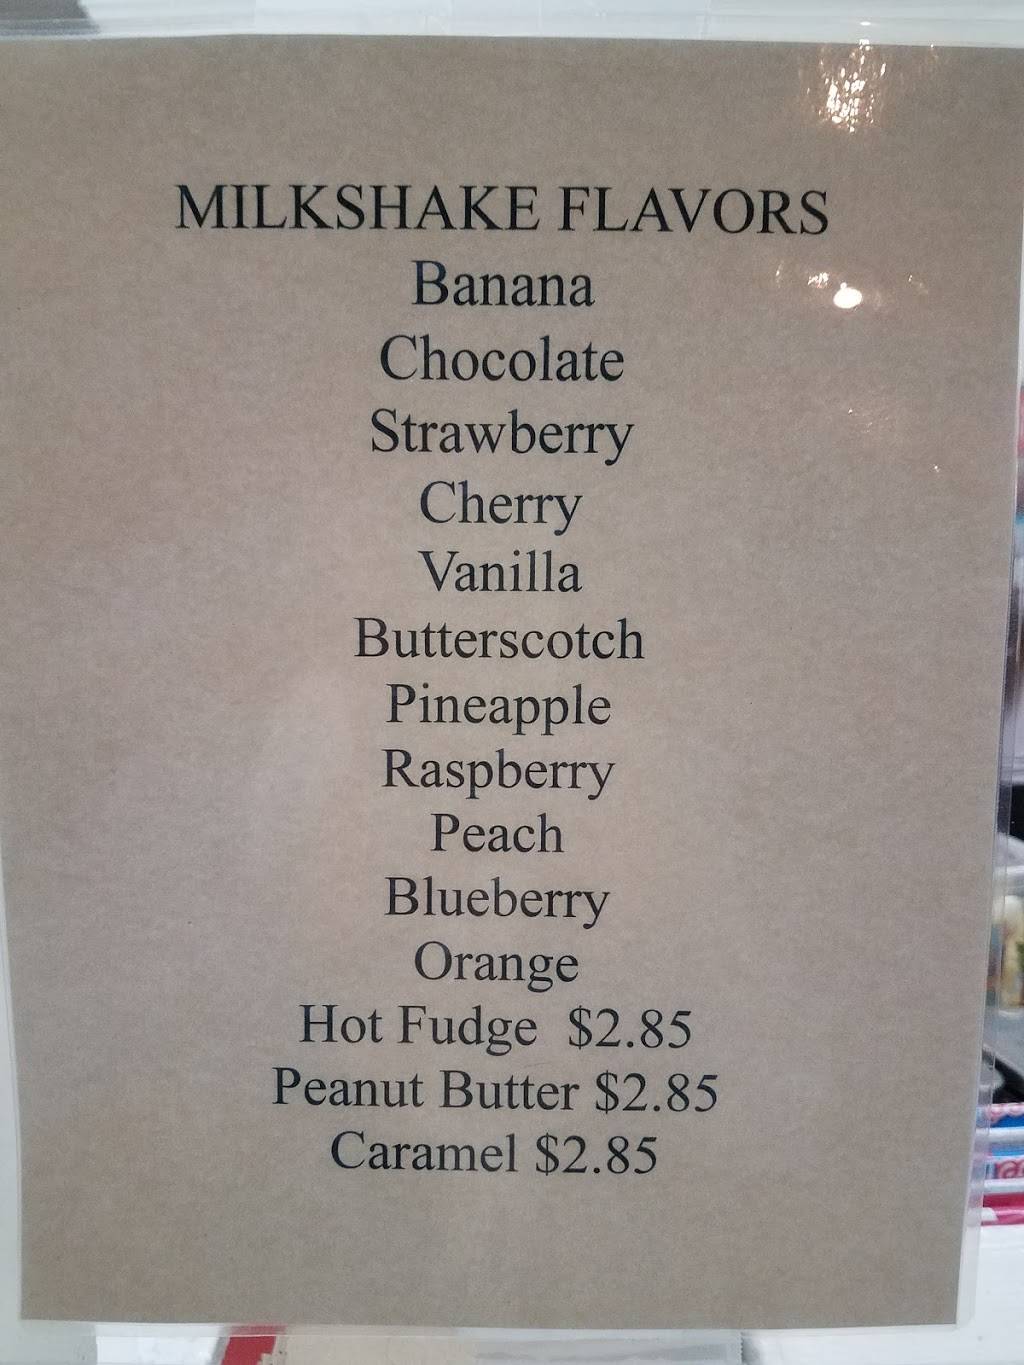 MILKSHAKE FLAVORS
Banana
Chocolate
Strawberry
Cherry
Vanilla
Butterscotch
Pineapple
Raspberry
Peach
Blueberry
Orange
Hot Fudge $2.85
Peanut Butter $2.85
Caramel $2.85